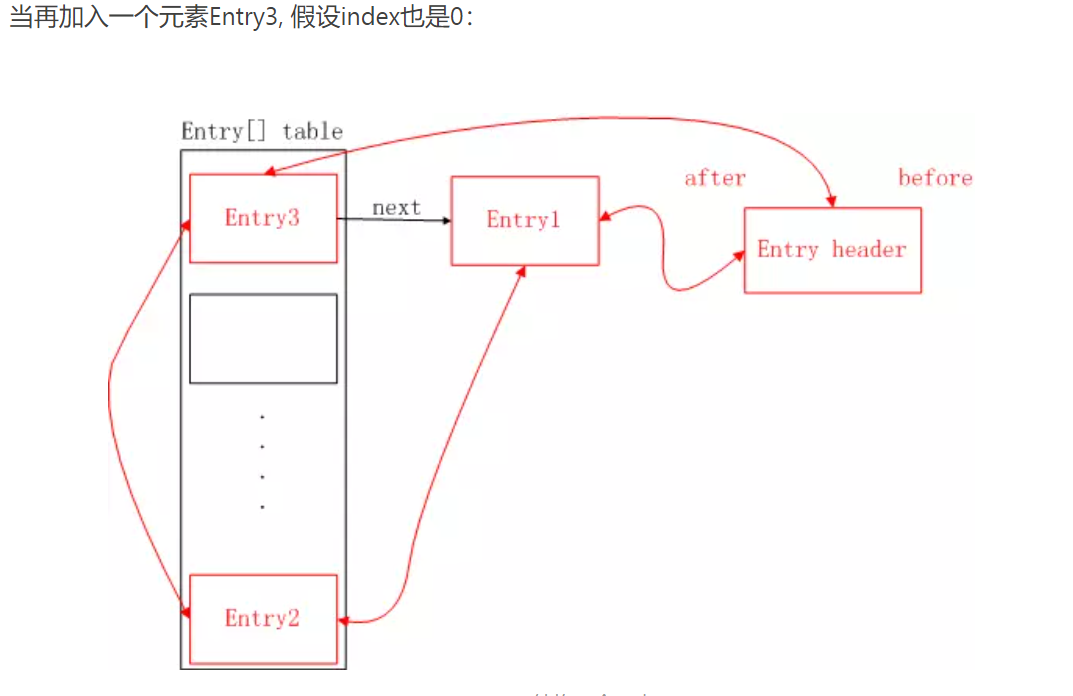 当再加入一个元素Entry3, 假设index也是0：
Entry[] table
after
before
Entry3
next
Entry1
Entry header
Entry2